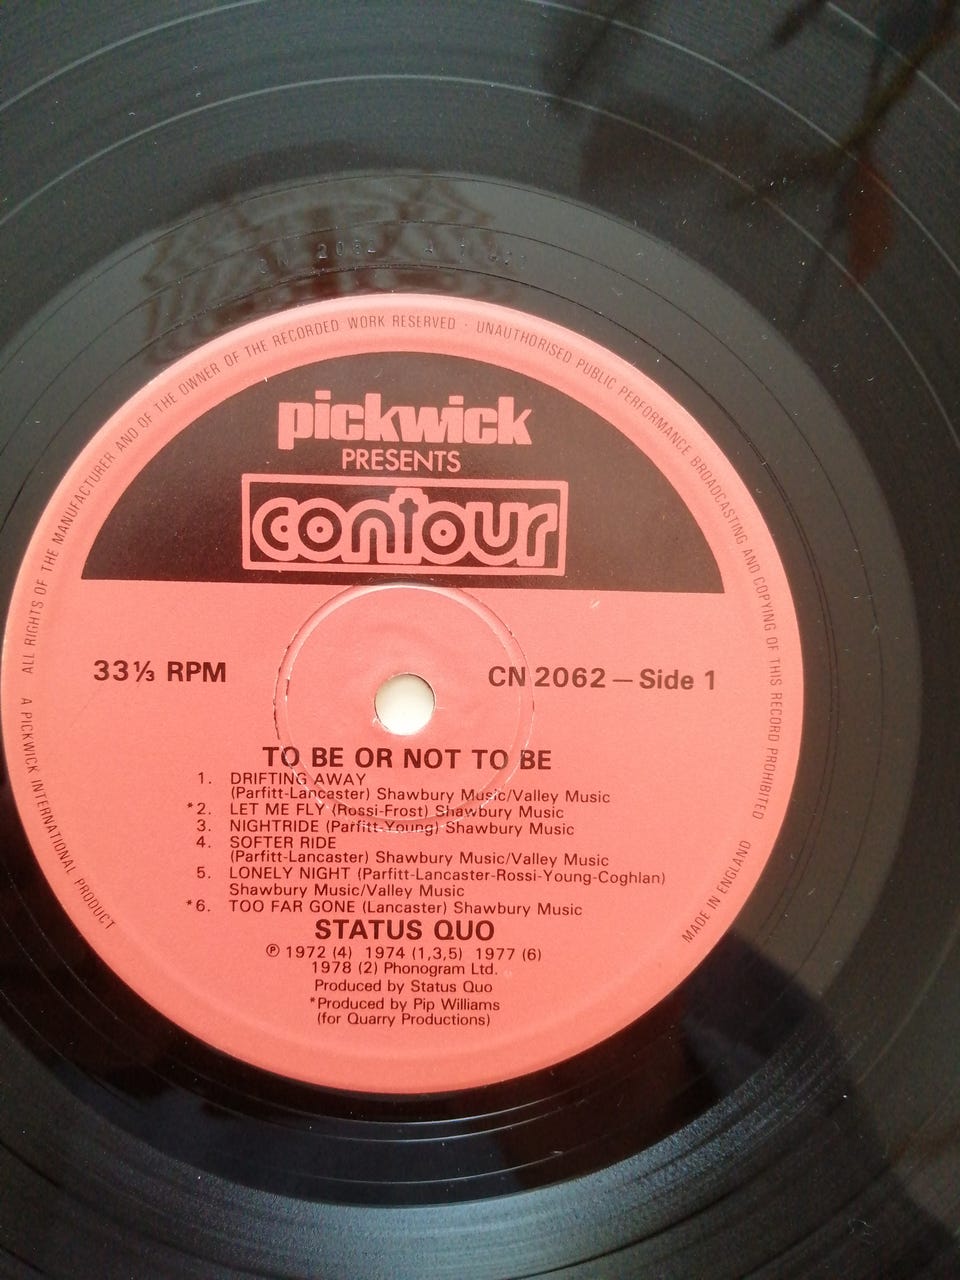 ALL RIGHTS OF THE MANUFACTURER AND OF THE OWNER OF THE RECORDED WORK RESERVED · UNAUTHORISED PUBLIC PERFORMANCE BROADCASTING AND COPYING OF THIS RECORD PROHIBITED
pickwick
PRESENTS
contour
33⅓ RPM
CN 2062 — Side 1
TO BE OR NOT TO BE
1. DRIFTING AWAY
(Parfitt-Lancaster) Shawbury Music/Valley Music
*2. LET ME FLY (Rossi-Frost) Shawbury Music
3. NIGHTRIDE (Parfitt-Young) Shawbury Music
4. SOFTER RIDE
(Parfitt-Lancaster) Shawbury Music/Valley Music
5. LONELY NIGHT (Parfitt-Lancaster-Rossi-Young-Coghlan)
Shawbury Music/Valley Music
*6. TOO FAR GONE (Lancaster) Shawbury Music
STATUS QUO
℗ 1972 (4) 1974 (1,3,5) 1977 (6)
1978 (2) Phonogram Ltd.
Produced by Status Quo
*Produced by Pip Williams
(for Quarry Productions)
A PICKWICK INTERNATIONAL PRODUCT
MADE IN ENGLAND